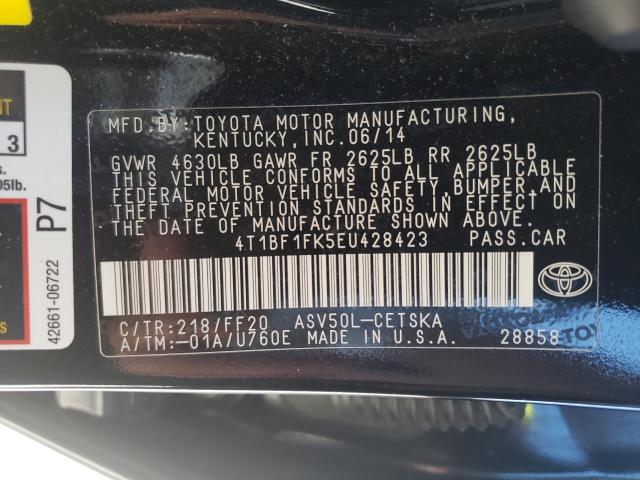 MFD.BY:TOYOTA MOTOR MANUFACTURING,
KENTUCKY,INC.06/14
GVWR 4630LB GAWR FR 2625LB RR 2625LB
THIS VEHICLE CONFORMS TO ALL APPLICABLE
FEDERAL MOTOR VEHICLE SAFETY,BUMPER,AND
THEFT PREVENTION STANDARDS IN EFFECT ON
THE DATE OF MANUFACTURE SHOWN ABOVE.
4T1BF1FK5EU428423 PASS.CAR
C/TR:218/FF20 ASV50L-CETSKA
A/TM:-01A/U760E MADE IN U.S.A. 28858
P7
42661-06722
3
05lb.